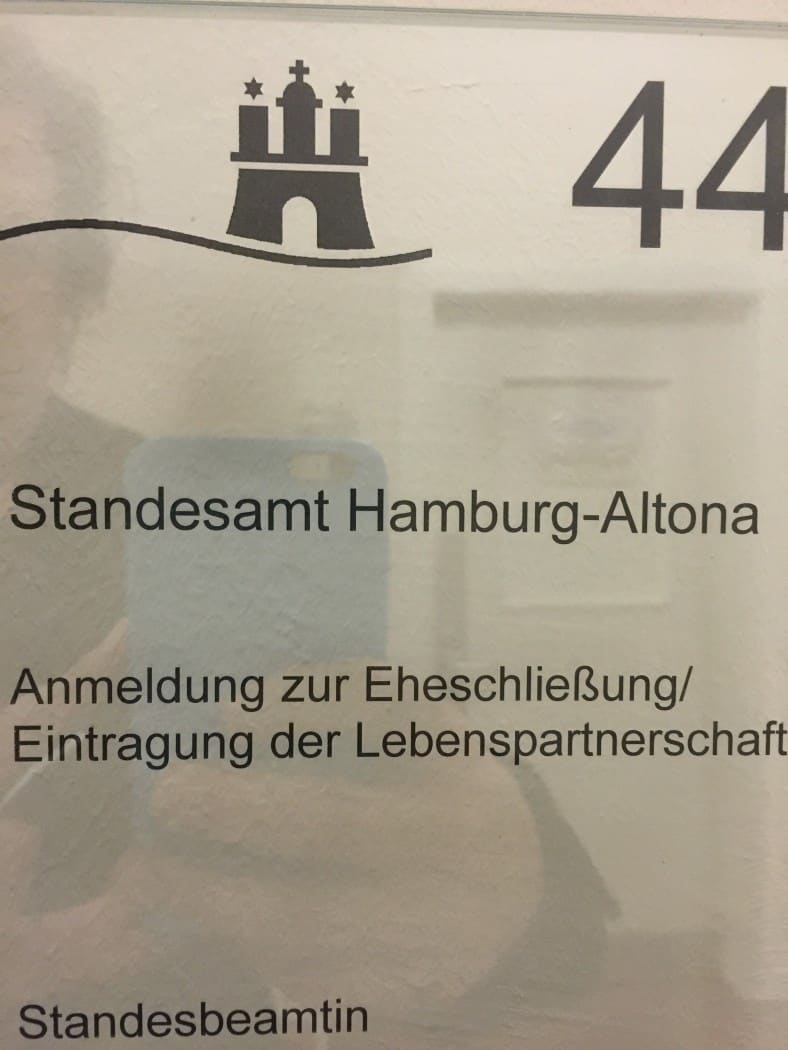 44
Standesamt Hamburg-Altona
Anmeldung zur Eheschließung/
Eintragung der Lebenspartnerschaft
Standesbeamtin